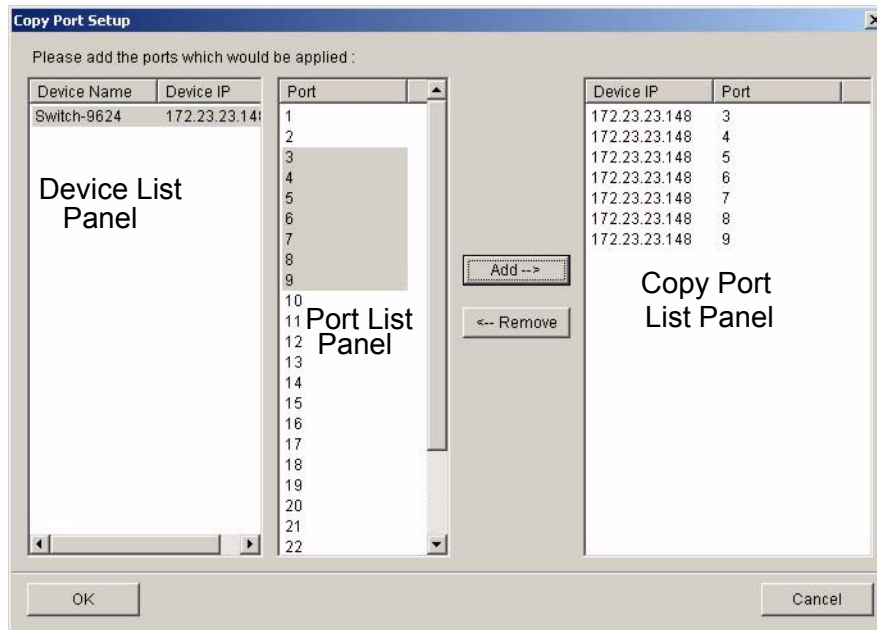 Copy Port Setup
Please add the ports which would be applied :
Device Name Device IP
Switch-9624 172.23.23.148
Device List
Panel
Port
1
2
3
4
5
6
7
8
9
10
11
12
13
14
15
16
17
18
19
20
21
22
Port List
Panel
Add -->
<-- Remove
Device IP Port
172.23.23.148 3
172.23.23.148 4
172.23.23.148 5
172.23.23.148 6
172.23.23.148 7
172.23.23.148 8
172.23.23.148 9
Copy Port
List Panel
OK
Cancel